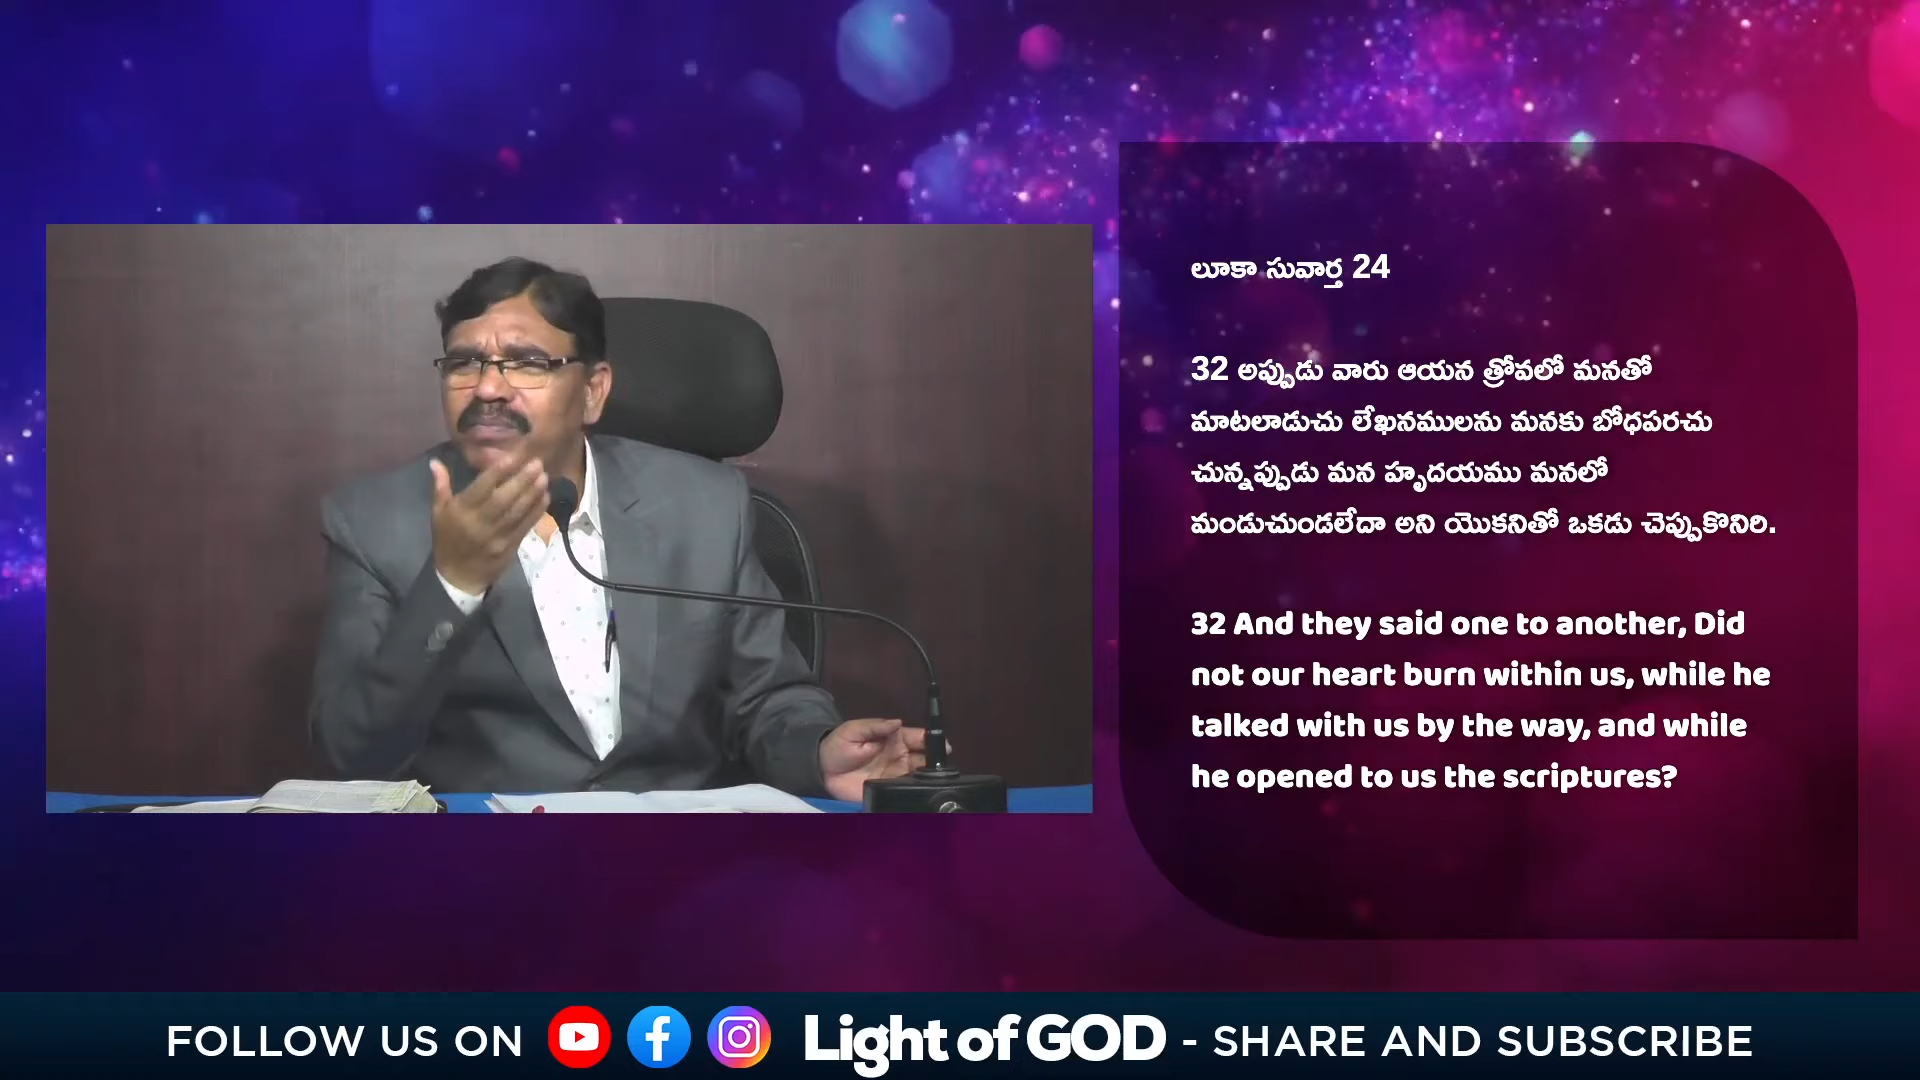 లూకా సువార్త 24
32 అప్పుడు వారు ఆయన త్రోవలో మనతో
మాటలాడుచు లేఖనములను మనకు బోధపరచు
చున్నప్పుడు మన హృదయము మనలో
మండుచుండలేదా అని యొకనితో ఒకడు చెప్పుకొనిరి.
32 And they said one to another, Did
not our heart burn within us, while he
talked with us by the way, and while
he opened to us the scriptures?
FOLLOW US ON Light of GOD - SHARE AND SUBSCRIBE